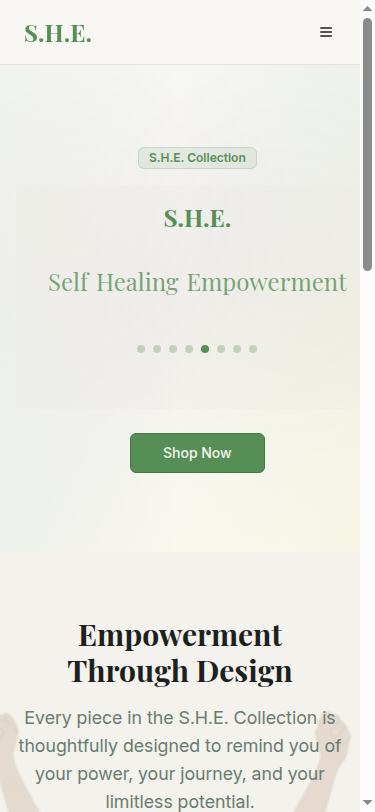 S.H.E.
S.H.E. Collection
S.H.E.
Self Healing Empowerment
Shop Now
Empowerment
Through Design
Every piece in the S.H.E. Collection is
thoughtfully designed to remind you of
your power, your journey, and your
limitless potential.